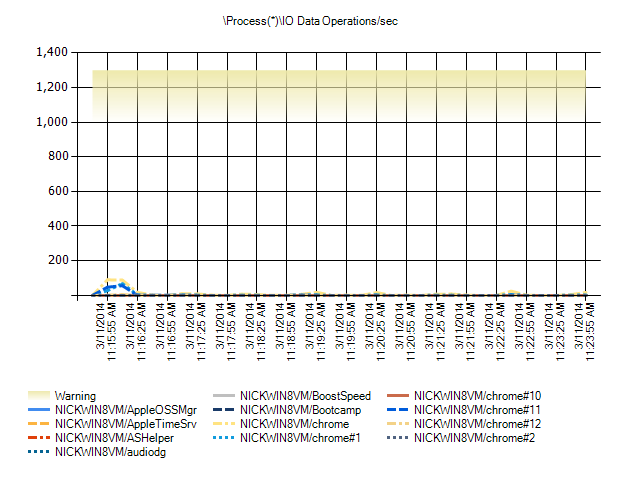 \Process(*)\IO Data Operations/sec
1,400
1,200
1,000
800
600
400
200
3/11/2014 11:15:55 AM
3/11/2014 11:16:25 AM
3/11/2014 11:16:55 AM
3/11/2014 11:17:25 AM
3/11/2014 11:17:55 AM
3/11/2014 11:18:25 AM
3/11/2014 11:18:55 AM
3/11/2014 11:19:25 AM
3/11/2014 11:19:55 AM
3/11/2014 11:20:25 AM
3/11/2014 11:20:55 AM
3/11/2014 11:21:25 AM
3/11/2014 11:21:55 AM
3/11/2014 11:22:25 AM
3/11/2014 11:22:55 AM
3/11/2014 11:23:25 AM
3/11/2014 11:23:55 AM
Warning
NICKWIN8VM/BoostSpeed
NICKWIN8VM/chrome#10
NICKWIN8VM/AppleOSSMgr
NICKWIN8VM/Bootcamp
NICKWIN8VM/chrome#11
NICKWIN8VM/AppleTimeSrv
NICKWIN8VM/chrome
NICKWIN8VM/chrome#12
NICKWIN8VM/ASHelper
NICKWIN8VM/chrome#1
NICKWIN8VM/chrome#2
NICKWIN8VM/audiodg